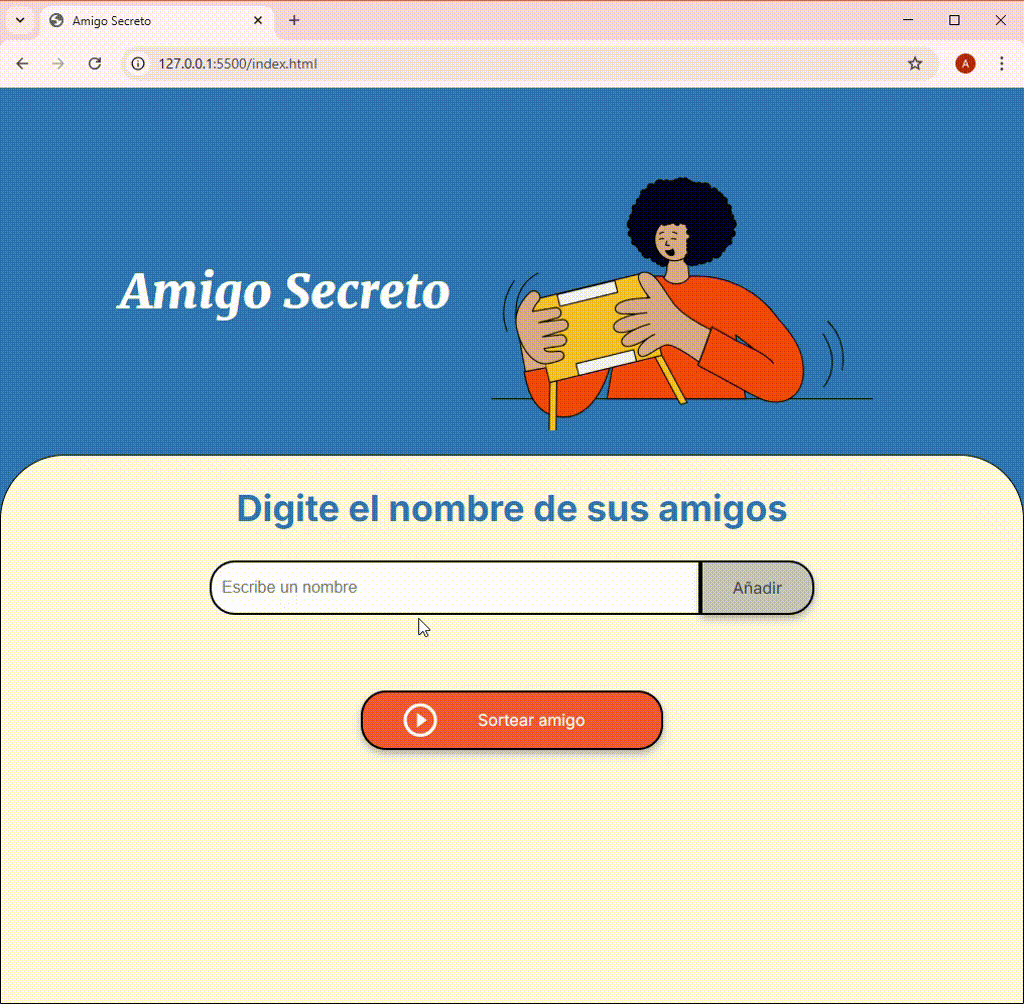 Amigo Secreto
127.0.0.1:5500/index.html
A
Amigo Secreto
Digite el nombre de sus amigos
Escribe un nombre
Añadir
Sortear amigo